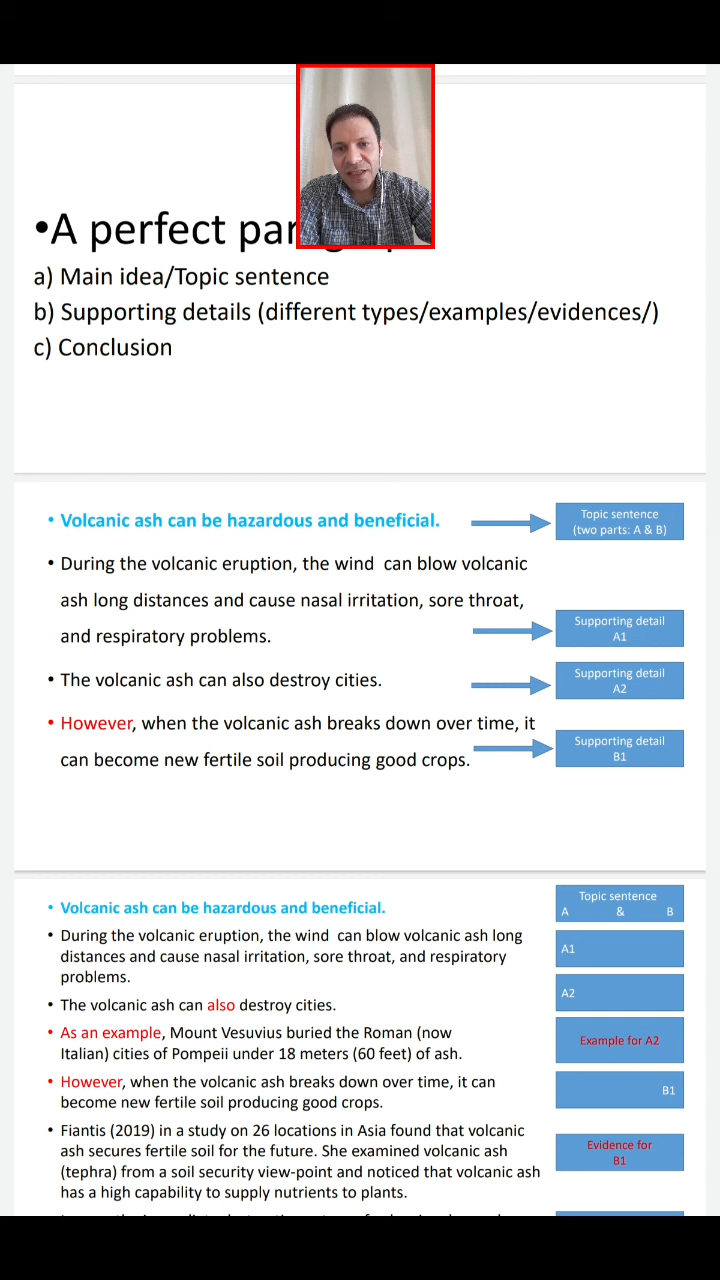 •A perfect par
a) Main idea/Topic sentence
b) Supporting details (different types/examples/evidences/)
c) Conclusion
• Volcanic ash can be hazardous and beneficial.
Topic sentence
(two parts: A & B)
• During the volcanic eruption, the wind can blow volcanic
ash long distances and cause nasal irritation, sore throat,
and respiratory problems.
Supporting detail
A1
• The volcanic ash can also destroy cities.
Supporting detail
A2
• However, when the volcanic ash breaks down over time, it
can become new fertile soil producing good crops.
Supporting detail
B1
• Volcanic ash can be hazardous and beneficial.
Topic sentence
A & B
• During the volcanic eruption, the wind can blow volcanic ash long
distances and cause nasal irritation, sore throat, and respiratory
problems.
A1
• The volcanic ash can also destroy cities.
A2
• As an example, Mount Vesuvius buried the Roman (now
Italian) cities of Pompeii under 18 meters (60 feet) of ash.
Example for A2
• However, when the volcanic ash breaks down over time, it can
become new fertile soil producing good crops.
B1
• Fiantis (2019) in a study on 26 locations in Asia found that volcanic
ash secures fertile soil for the future. She examined volcanic ash
(tephra) from a soil security view-point and noticed that volcanic ash
has a high capability to supply nutrients to plants.
Evidence for
B1